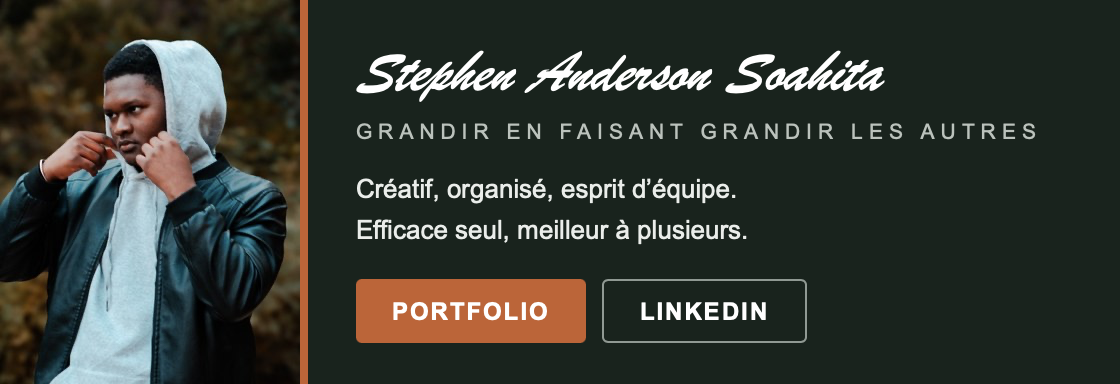 Stephen Anderson Soahita
GRANDIR EN FAISANT GRANDIR LES AUTRES
Créatif, organisé, esprit d’équipe.
Efficace seul, meilleur à plusieurs.
PORTFOLIO
LINKEDIN